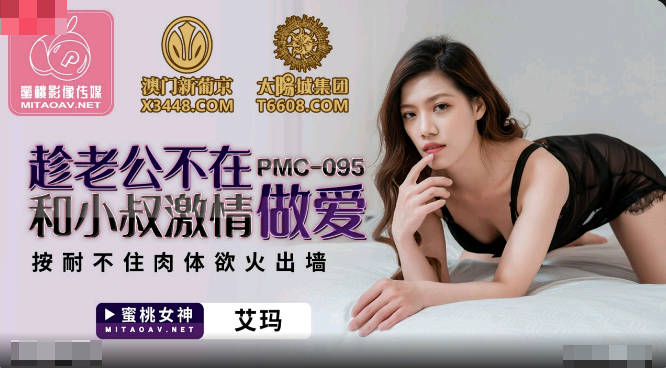 蜜桃影像传媒
MITAOAV.NET
澳门新葡京
X3448.COM
太陽城集团
T6608.COM
趁老公不在 PMC-095
和小叔激情做爱
按耐不住肉体欲火出墙
蜜桃女神
MITAOAV.NET
艾玛